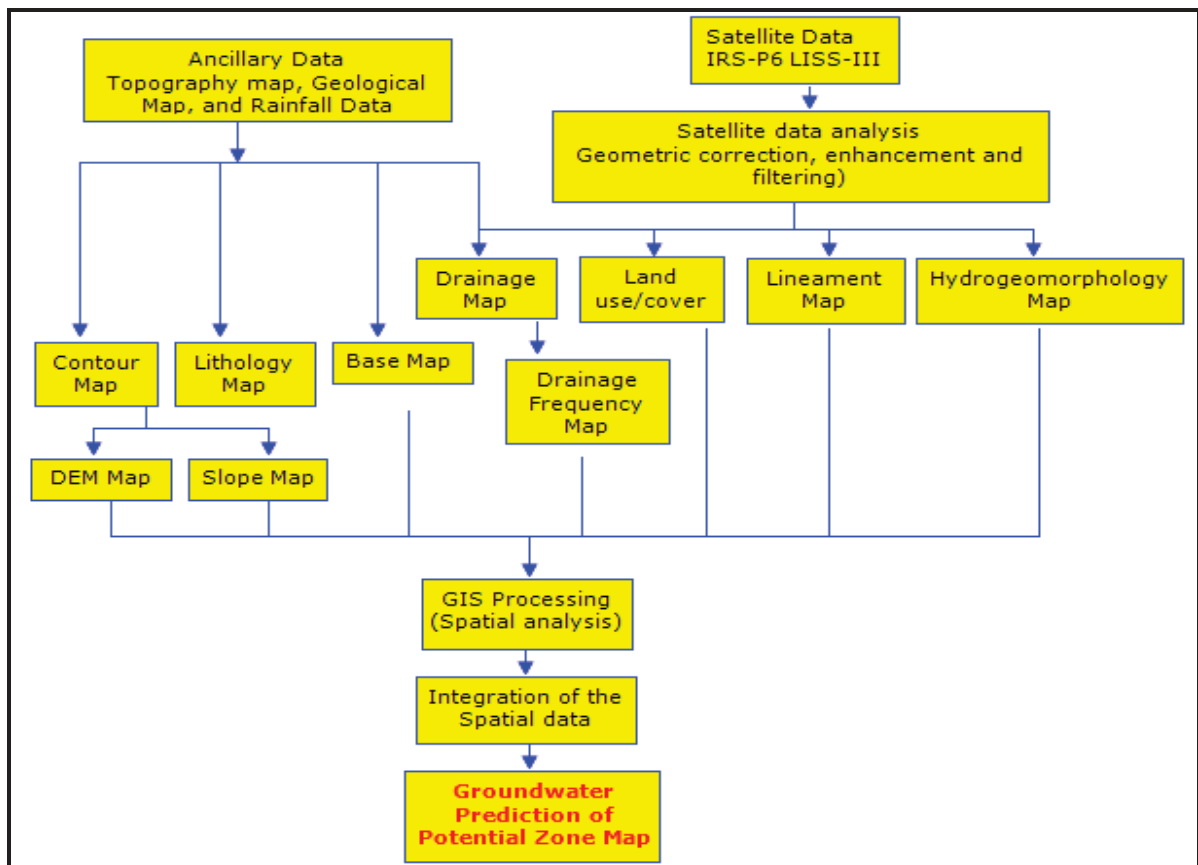 Ancillary Data
Topography map, Geological
Map, and Rainfall Data
Satellite Data
IRS-P6 LISS-III
Satellite data analysis
Geometric correction, enhancement and
filtering)
Drainage
Map
Land
use/cover
Lineament
Map
Hydrogeomorphology
Map
Contour
Map
Lithology
Map
Base Map
Drainage
Frequency
Map
DEM Map
Slope Map
GIS Processing
(Spatial analysis)
Integration of the
Spatial data
Groundwater
Prediction of
Potential Zone Map